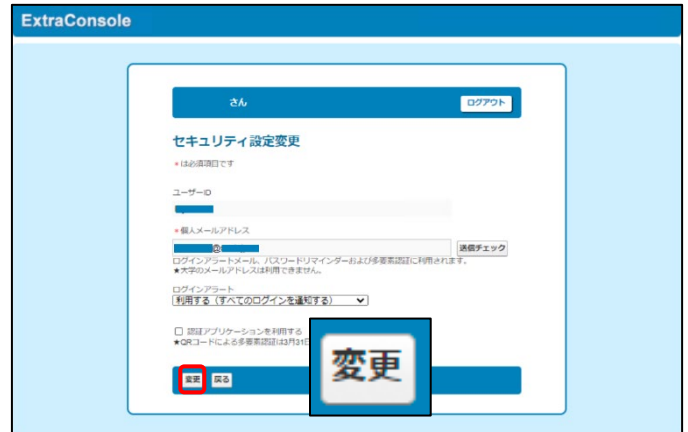 ExtraConsole
さん
ログアウト
セキュリティ設定変更
* は必須項目です
ユーザーID
* 個人メールアドレス
@
送信チェック
ログインアラートメール、パスワードリマインダーおよび多要素認証に利用されます。
★大学のメールアドレスは利用できません。
ログインアラート
利用する（すべてのログインを通知する）
認証アプリケーションを利用する
★QRコードによる多要素認証は3月31日
変更
戻る
変更